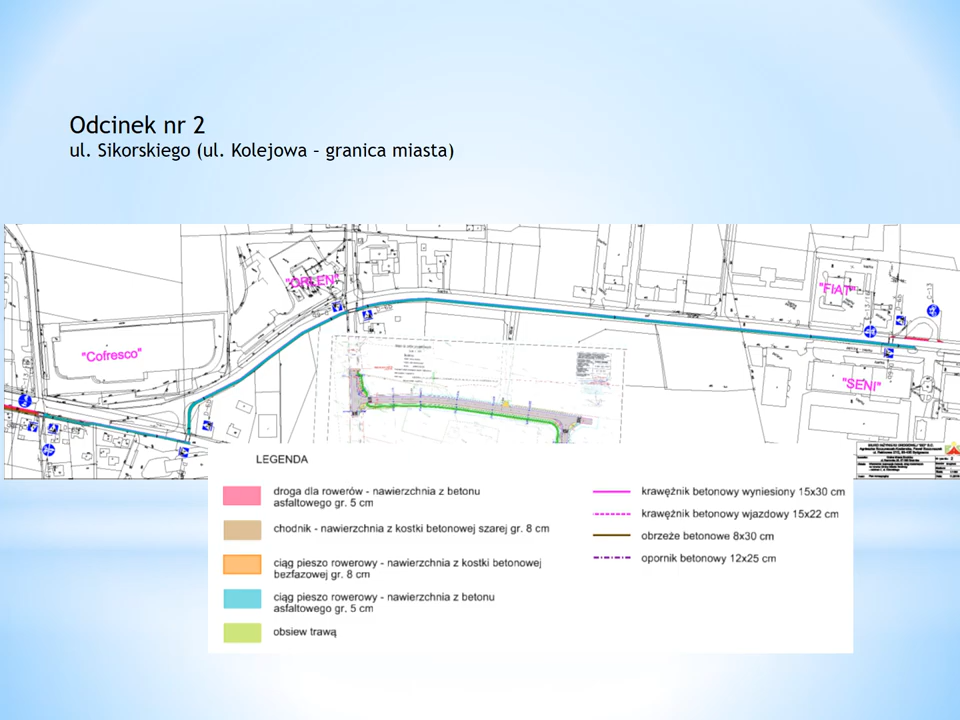 Odcinek nr 2
ul. Sikorskiego (ul. Kolejowa – granica miasta)
"ORLEN"
"FIAT"
"Cofresco"
"SENI"
LEGENDA
droga dla rowerów - nawierzchnia z betonu
asfaltowego gr. 5 cm
chodnik - nawierzchnia z kostki betonowej szarej gr. 8 cm
ciąg pieszo rowerowy - nawierzchnia z kostki betonowej
bezfazowej gr. 8 cm
ciąg pieszo rowerowy - nawierzchnia z betonu
asfaltowego gr. 5 cm
obsiew trawą
krawężnik betonowy wyniesiony 15x30 cm
krawężnik betonowy wjazdowy 15x22 cm
obrzeże betonowe 8x30 cm
opornik betonowy 12x25 cm